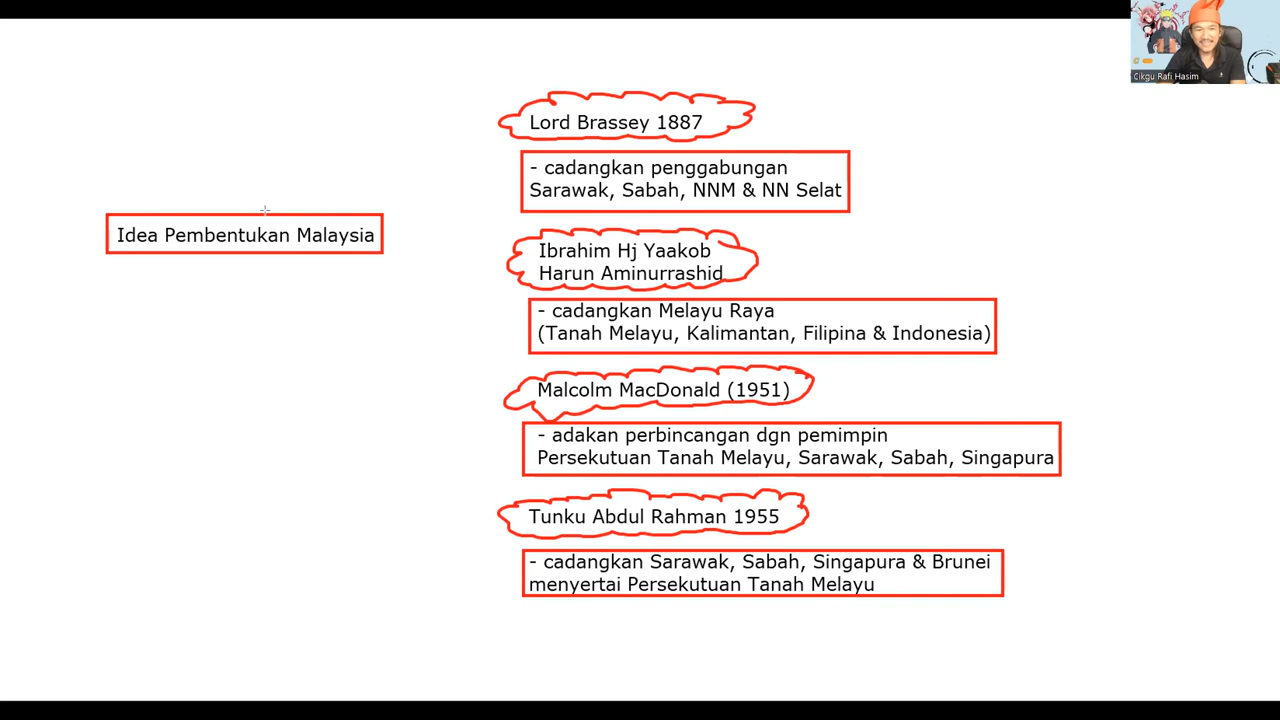 Cikgu Rafi Hasim
Idea Pembentukan Malaysia
Lord Brassey 1887
- cadangkan penggabungan
Sarawak, Sabah, NNM & NN Selat
Ibrahim Hj Yaakob
Harun Aminurrashid
- cadangkan Melayu Raya
(Tanah Melayu, Kalimantan, Filipina & Indonesia)
Malcolm MacDonald (1951)
- adakan perbincangan dgn pemimpin
Persekutuan Tanah Melayu, Sarawak, Sabah, Singapura
Tunku Abdul Rahman 1955
- cadangkan Sarawak, Sabah, Singapura & Brunei
menyertai Persekutuan Tanah Melayu